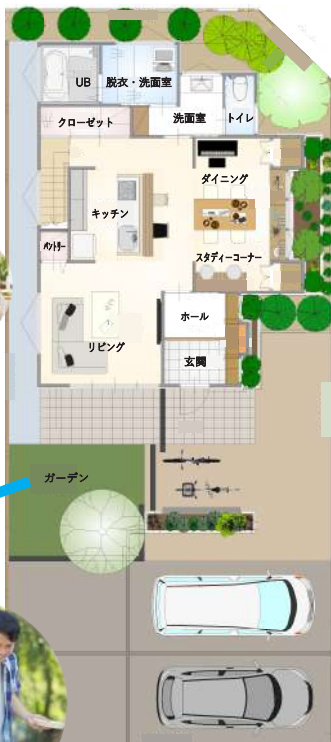 UB
脱衣・洗面室
クローゼット
洗面室
トイレ
ダイニング
キッチン
スタディーコーナー
パントリー
ホール
リビング
玄関
ガーデン